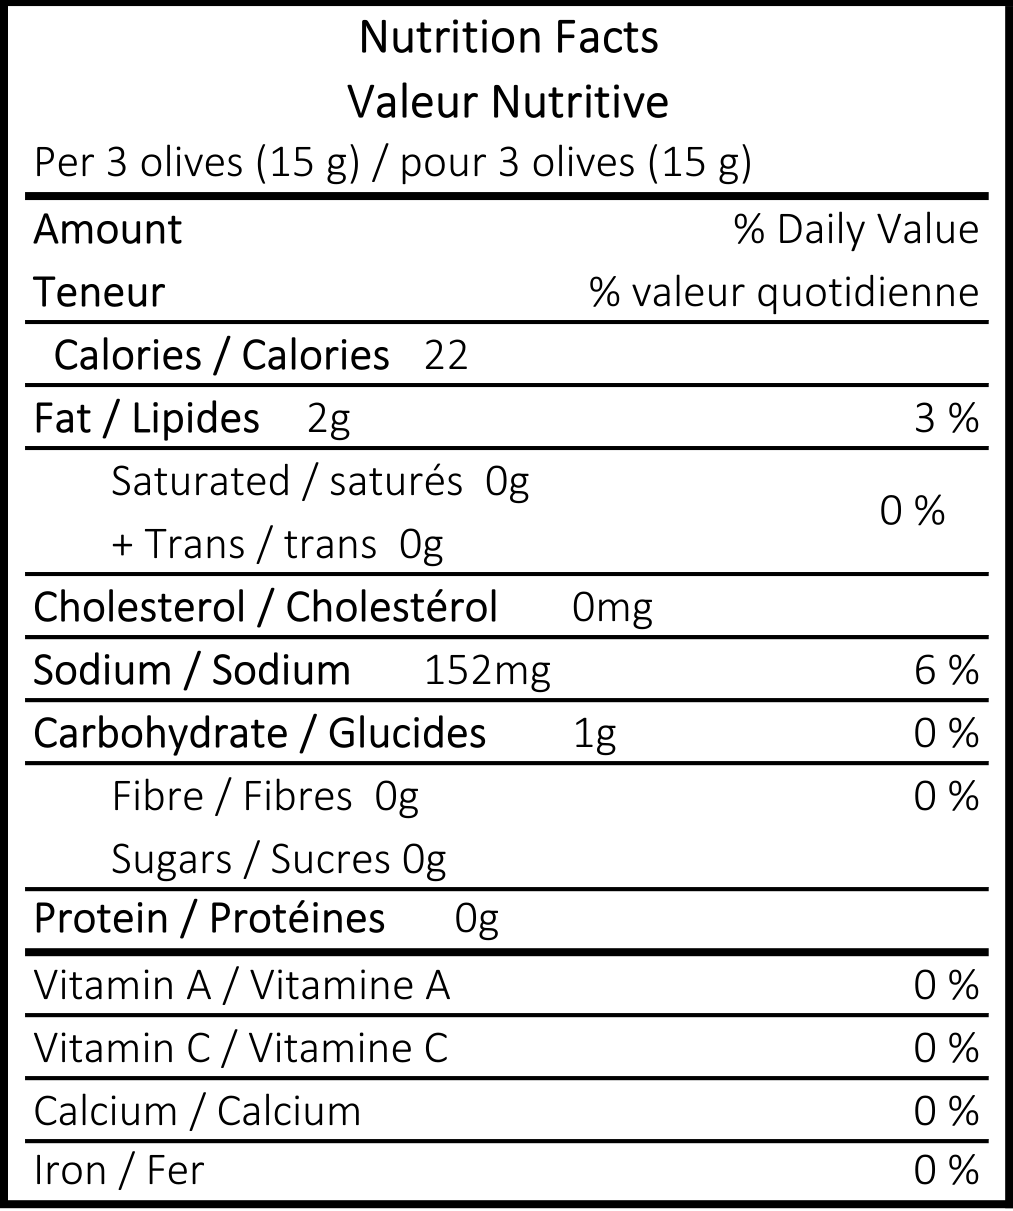 Nutrition Facts
Valeur Nutritive
Per 3 olives (15 g) / pour 3 olives (15 g)
Amount % Daily Value
Teneur % valeur quotidienne
Calories / Calories 22
Fat / Lipides 2g 3 %
Saturated / saturés 0g
0 %
+ Trans / trans 0g
Cholesterol / Cholestérol 0mg
Sodium / Sodium 152mg 6 %
Carbohydrate / Glucides 1g 0 %
Fibre / Fibres 0g 0 %
Sugars / Sucres 0g
Protein / Protéines 0g
Vitamin A / Vitamine A 0 %
Vitamin C / Vitamine C 0 %
Calcium / Calcium 0 %
Iron / Fer 0 %